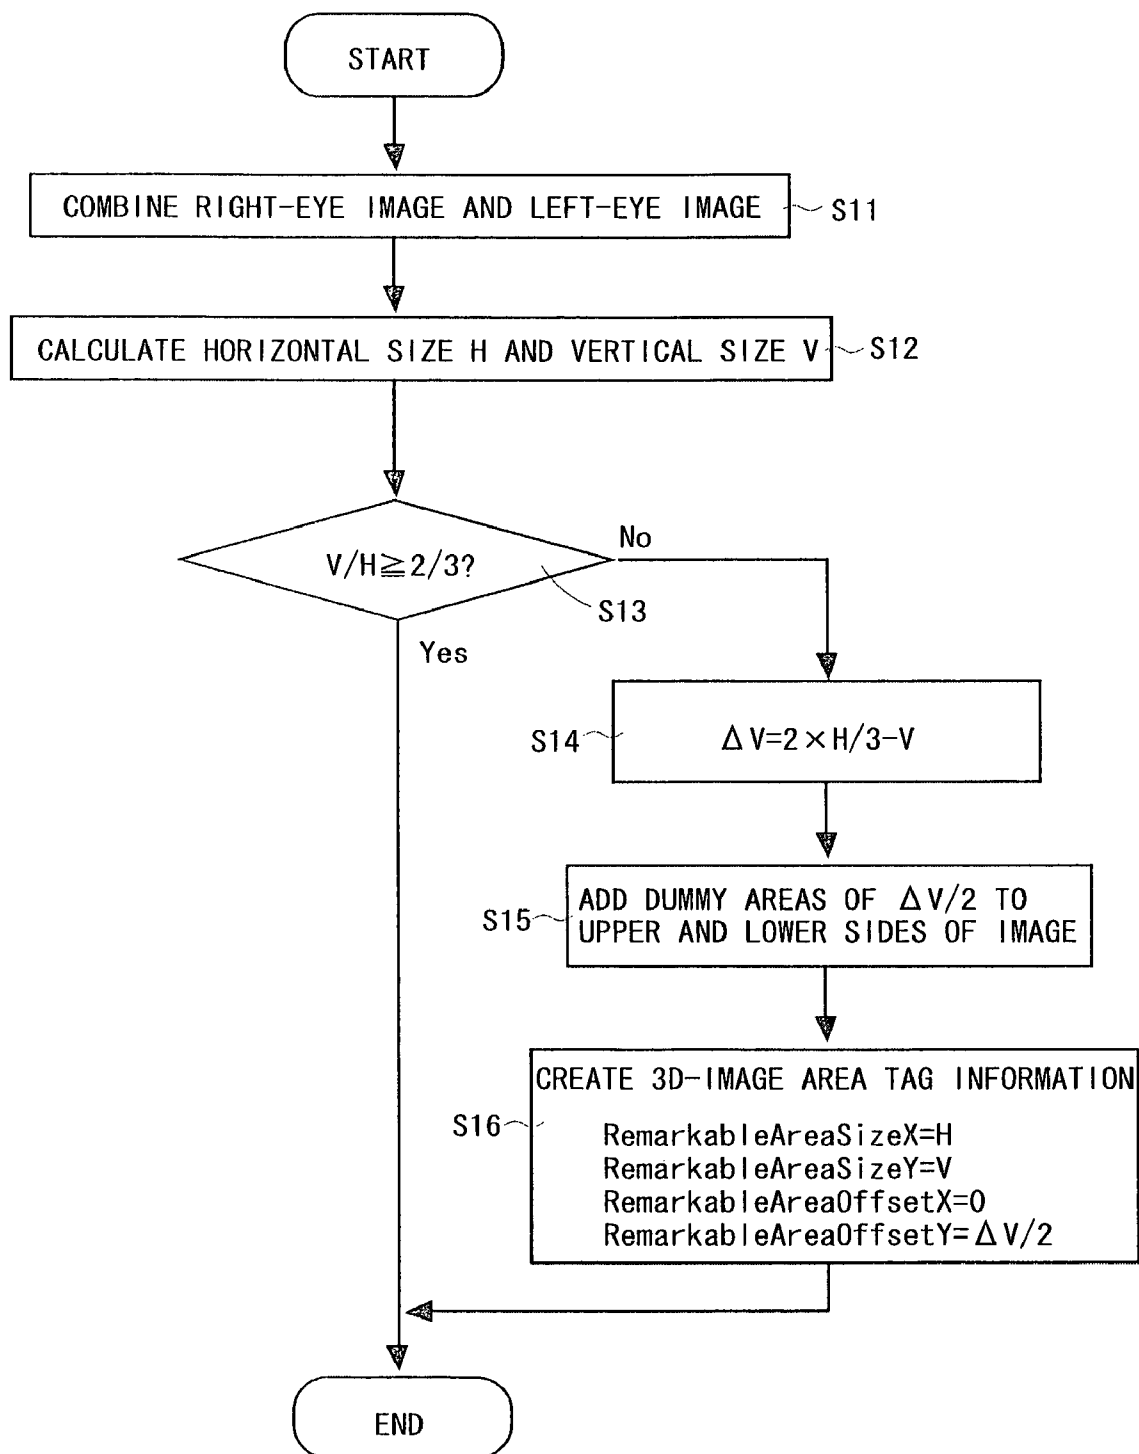 START
COMBINE RIGHT-EYE IMAGE AND LEFT-EYE IMAGE
S11
CALCULATE HORIZONTAL SIZE H AND VERTICAL SIZE V
S12
V/H≧2/3?
No
S13
Yes
S14
ΔV=2×H/3-V
S15
ADD DUMMY AREAS OF ΔV/2 TO
UPPER AND LOWER SIDES OF IMAGE
CREATE 3D-IMAGE AREA TAG INFORMATION
S16
RemarkableAreaSizeX=H
RemarkableAreaSizeY=V
RemarkableAreaOffsetX=0
RemarkableAreaOffsetY=ΔV/2
END